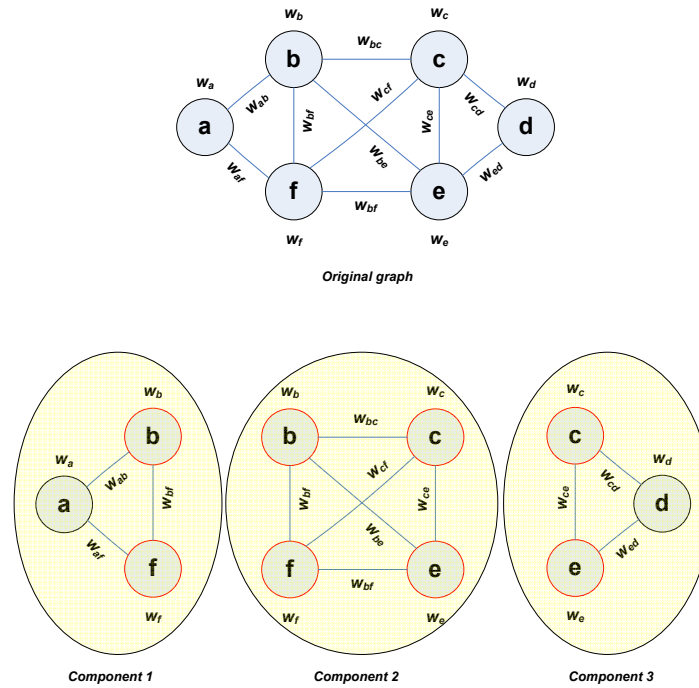 w_b w_c
w_bc
w_a w_d
b c
w_ab w_cf w_cd
a w_bf w_ce d
w_af w_be w_ed
f e
w_bf
w_f w_e
Original graph
w_b
w_a
b
w_ab
a w_bf
w_af
f
w_f
Component 1
w_b w_c
w_bc
b c
w_cf
w_bf w_ce
w_be
f e
w_bf
w_f w_e
Component 2
w_c
c w_d
w_cd
w_ce d
w_ed
e
w_e
Component 3